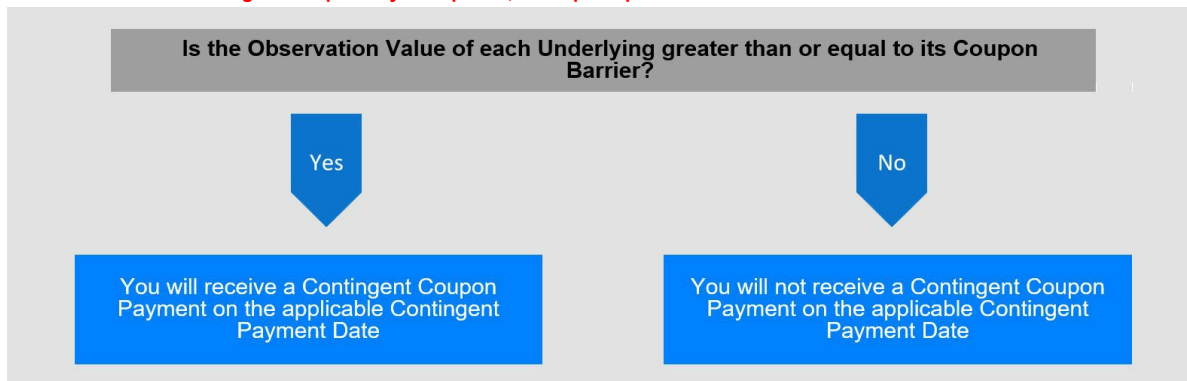 Is the Observation Value of each Underlying greater than or equal to its Coupon
Barrier?
Yes
No
You will receive a Contingent Coupon
Payment on the applicable Contingent
Payment Date
You will not receive a Contingent Coupon
Payment on the applicable Contingent
Payment Date